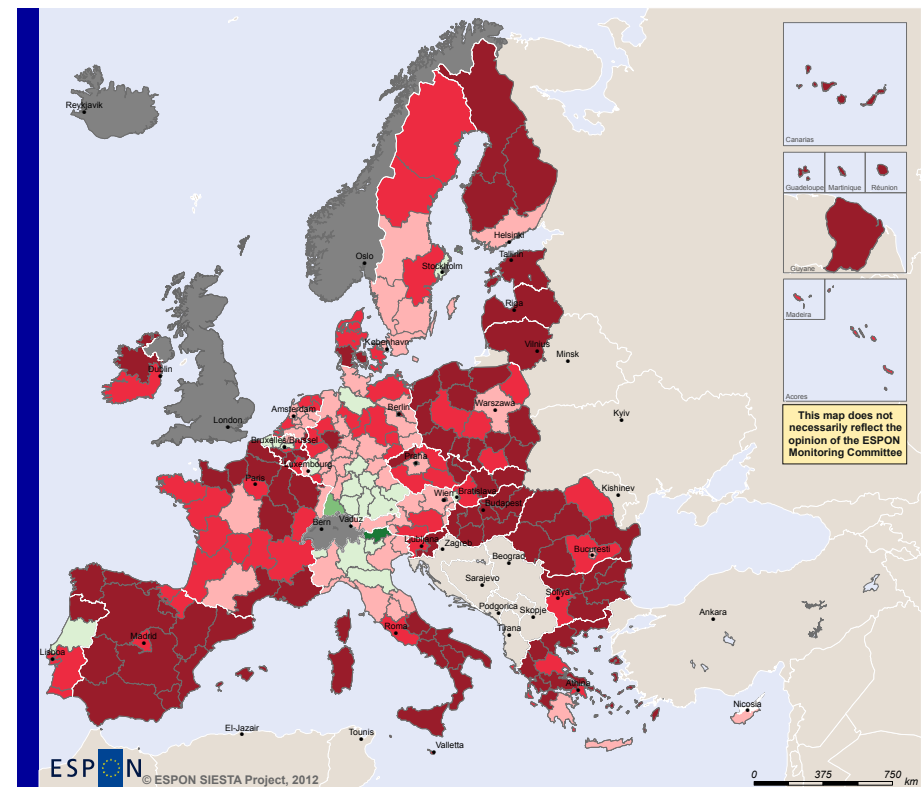 Reykjavik
Canarias
Guadeloupe
Martinique
Réunion
Guyane
Madeira
Acores
This map does not
necessarily reflect the
opinion of the ESPON
Monitoring Committee
Oslo
Helsinki
Tallinn
Stockholm
Riga
København
Vilnius
Minsk
Dublin
Amsterdam
Berlin
Warszawa
London
Kyiv
Bruxelles/Brussel
Luxembourg
Praha
Paris
Kishinev
Wien
Bratislava
Budapest
Bern
Vaduz
Ljubljana
Zagreb
Bucuresti
Beograd
Sarajevo
Sofiya
Podgorica
Skopje
Ankara
Madrid
Roma
Tirana
Lisboa
Athina
Nicosia
El-Jazair
Tounis
Valletta
ESPON
© ESPON SIESTA Project, 2012
0 375 750
km